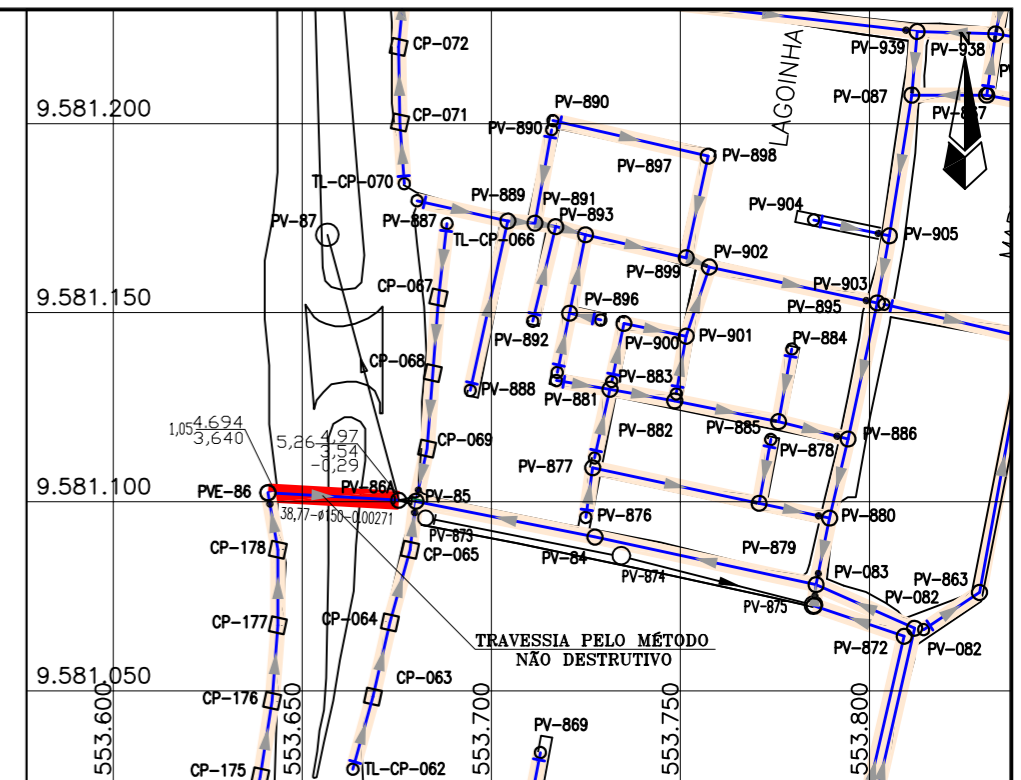 CP-072
PV-939
PV-938
N
9.581.200
CP-071
PV-890
PV-890
LAGOINHA
PV-087
PV-887
PV-897
PV-898
TL-CP-070
PV-889
PV-891
PV-893
PV-904
PV-87
PV-887
TL-CP-066
PV-905
PV-902
PV-899
CP-067
PV-903
9.581.150
PV-896
PV-895
PV-892
PV-900
PV-901
PV-884
CP-068
PV-883
PV-888
PV-881
1,05
4.694
3,640
5,26
4,97
3,54
-0,29
CP-069
PV-882
PV-885
PV-878
PV-886
PV-877
9.581.100
PVE-86
PV-86A
PV-85
38,77-ø150-0.00271
PV-873
PV-876
PV-880
CP-178
CP-065
PV-84
PV-874
PV-879
PV-083
PV-863
PV-082
PV-875
CP-177
CP-064
TRAVESSIA PELO MÉTODO
NÃO DESTRUTIVO
PV-872
PV-082
9.581.050
CP-176
CP-063
553.600
553.650
553.700
553.750
553.800
PV-869
CP-175
TL-CP-062